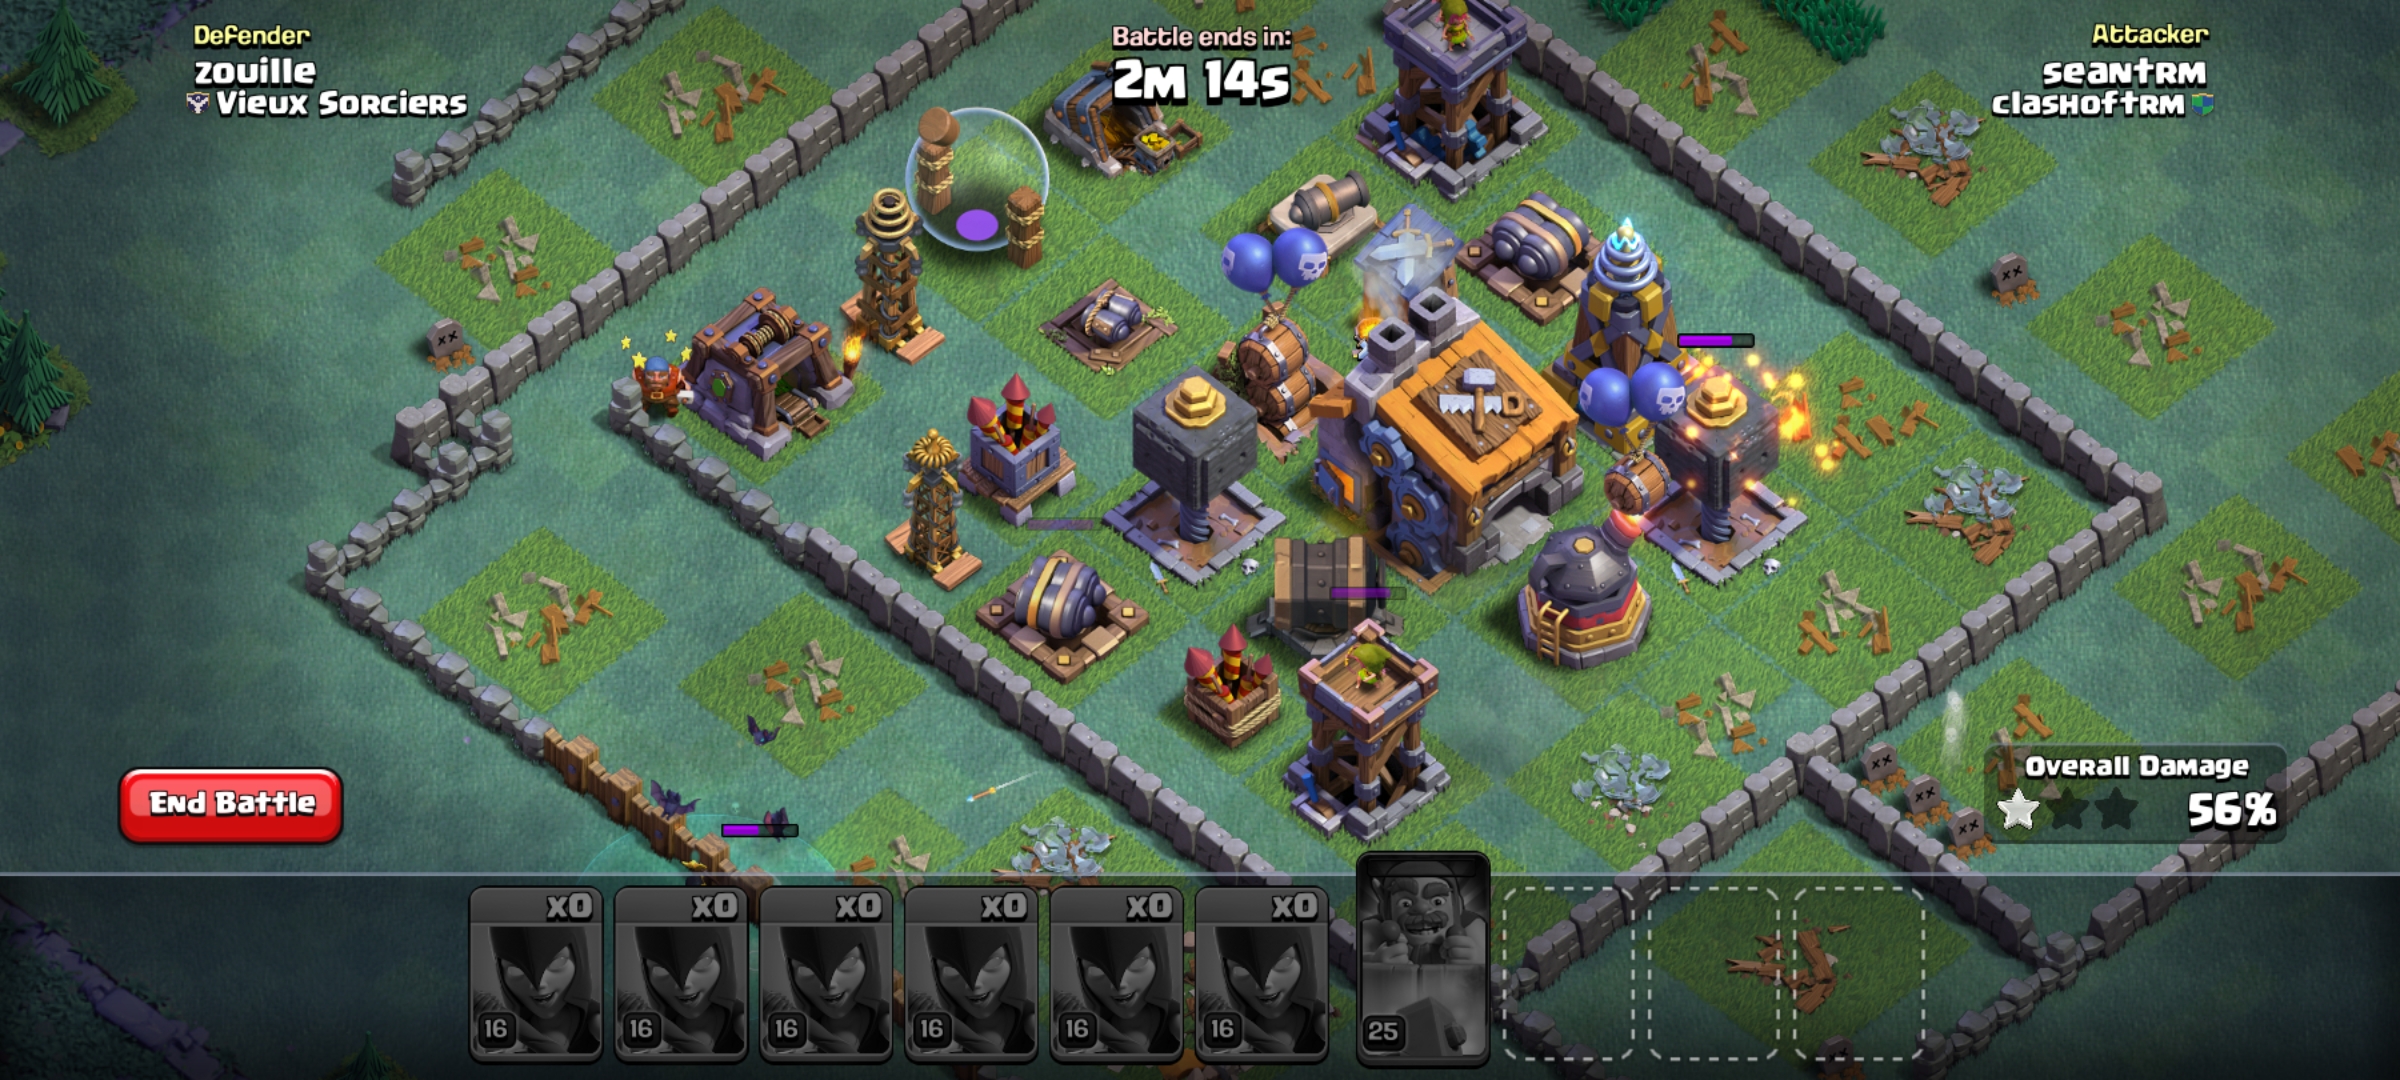 Defender
zouille
Vieux Sorciers
Battle ends in:
2M 14s
Attacker
seantRM
clashoftRM
End Battle
Overall Damage
56%
x0 x0 x0 x0 x0 x0
16 16 16 16 16 16 25